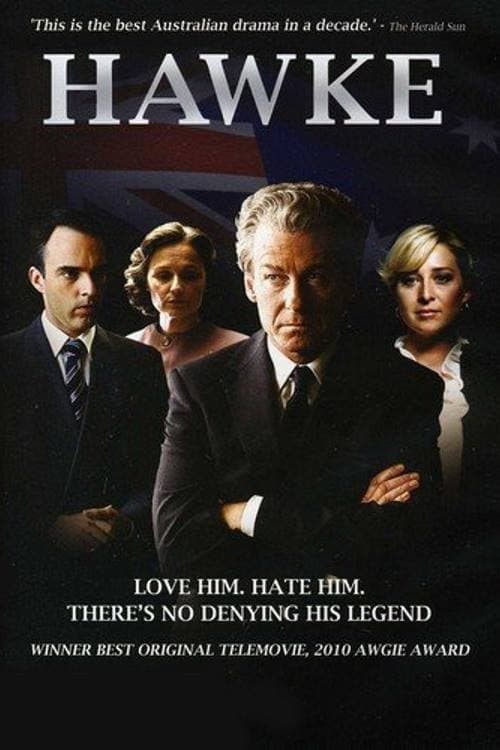 'This is the best Australian drama in a decade.' - The Herald Sun
HAWKE
LOVE HIM. HATE HIM.
THERE'S NO DENYING HIS LEGEND
WINNER BEST ORIGINAL TELEMOVIE, 2010 AWGIE AWARD